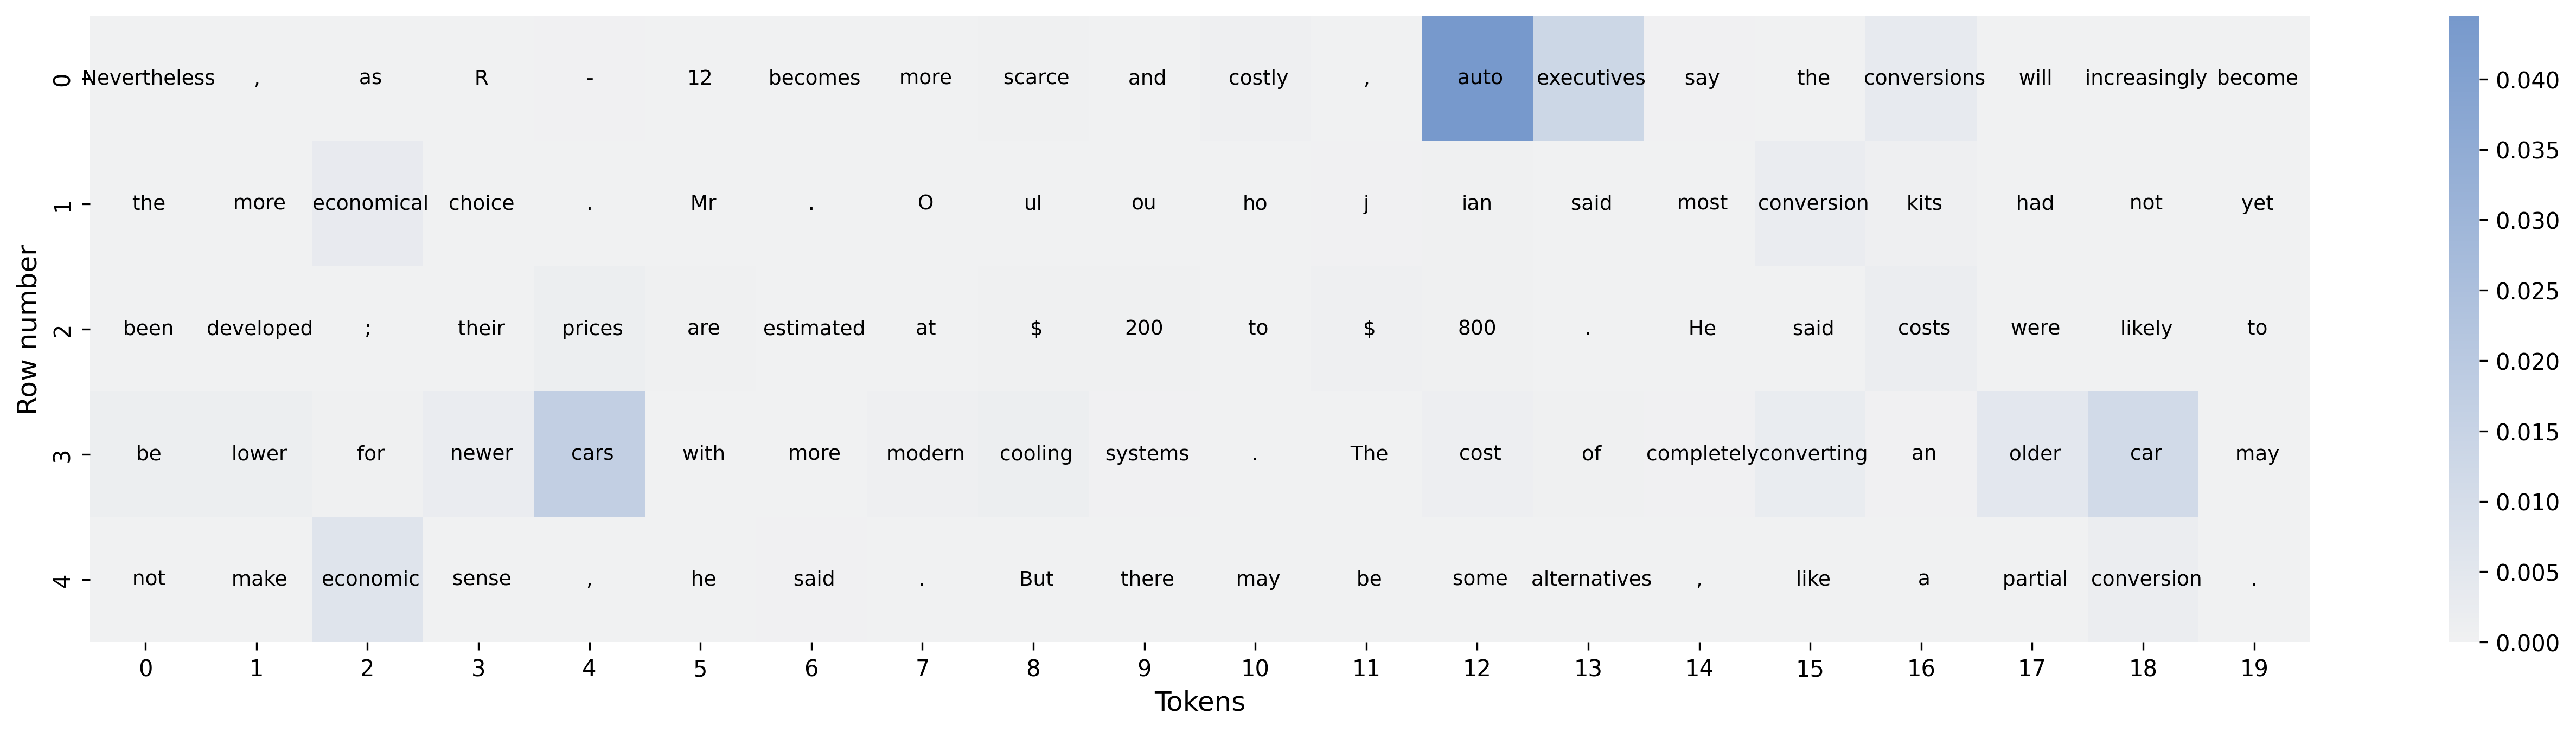 0 Nevertheless , as R - 12 becomes more scarce and costly , auto executives say the conversions will increasingly become
1 the more economical choice . Mr . O ul ou ho j ian said most conversion kits had not yet
2 been developed ; their prices are estimated at $ 200 to $ 800 . He said costs were likely to
3 be lower for newer cars with more modern cooling systems . The cost of completely converting an older car may
4 not make economic sense , he said . But there may be some alternatives , like a partial conversion .
0 1 2 3 4 5 6 7 8 9 10 11 12 13 14 15 16 17 18 19
Tokens
Row number
0.040
0.035
0.030
0.025
0.020
0.015
0.010
0.005
0.000